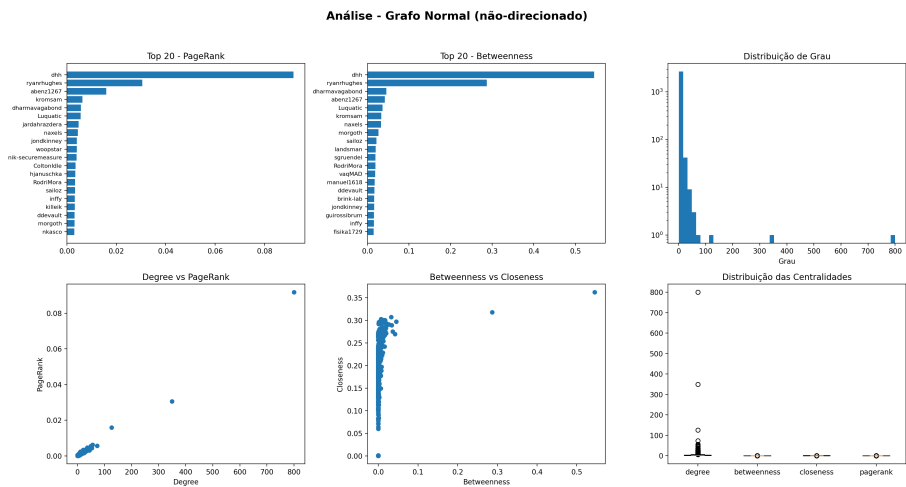 Análise - Grafo Normal (não-direcionado)
Top 20 - PageRank
dhh
ryanrhughes
abenz1267
kromsam
dharmavagabond
Luquatic
jardahrazdera
naxels
jondkinney
woopstar
nik-securemeasure
ColtonIdle
hjanuschka
RodriMora
sailoz
inffy
killeik
ddevault
morgoth
nkasco
0.00 0.02 0.04 0.06 0.08
Top 20 - Betweenness
dhh
ryanrhughes
dharmavagabond
abenz1267
Luquatic
kromsam
naxels
morgoth
sailoz
landsman
sgruendel
RodriMora
vaqMAD
manuel1618
ddevault
brink-lab
jondkinney
guirossibrum
inffy
fisika1729
0.0 0.1 0.2 0.3 0.4 0.5
Distribuição de Grau
10³
10²
10¹
10⁰
0 100 200 300 400 500 600 700 800
Grau
Degree vs PageRank
PageRank
0.08
0.06
0.04
0.02
0.00
0 100 200 300 400 500 600 700 800
Degree
Betweenness vs Closeness
Closeness
0.35
0.30
0.25
0.20
0.15
0.10
0.05
0.00
0.0 0.1 0.2 0.3 0.4 0.5
Betweenness
Distribuição das Centralidades
800
700
600
500
400
300
200
100
0
degree betweenness closeness pagerank